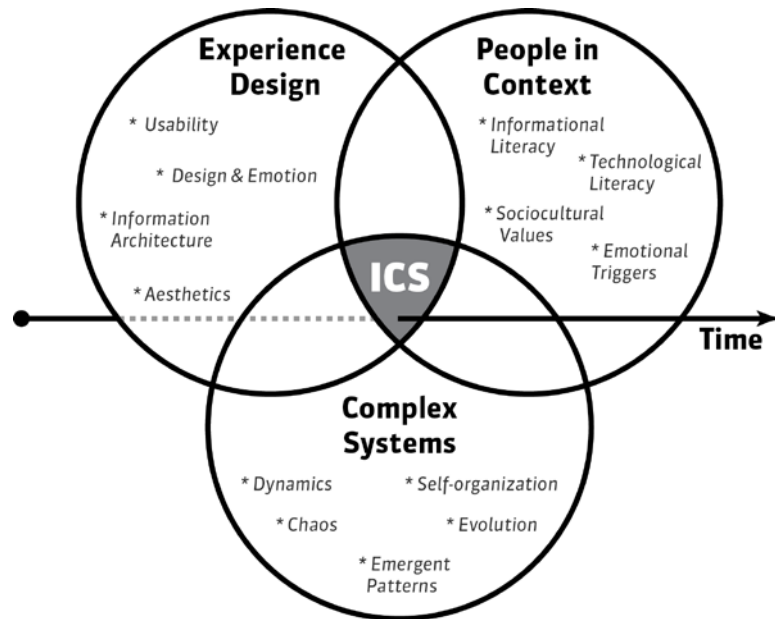 Experience
Design
* Usability
* Design & Emotion
* Information
Architecture
* Aesthetics
People in
Context
* Informational
Literacy
* Technological
Literacy
* Sociocultural
Values
* Emotional
Triggers
ICS
Time
Complex
Systems
* Dynamics
* Self-organization
* Chaos
* Evolution
* Emergent
Patterns